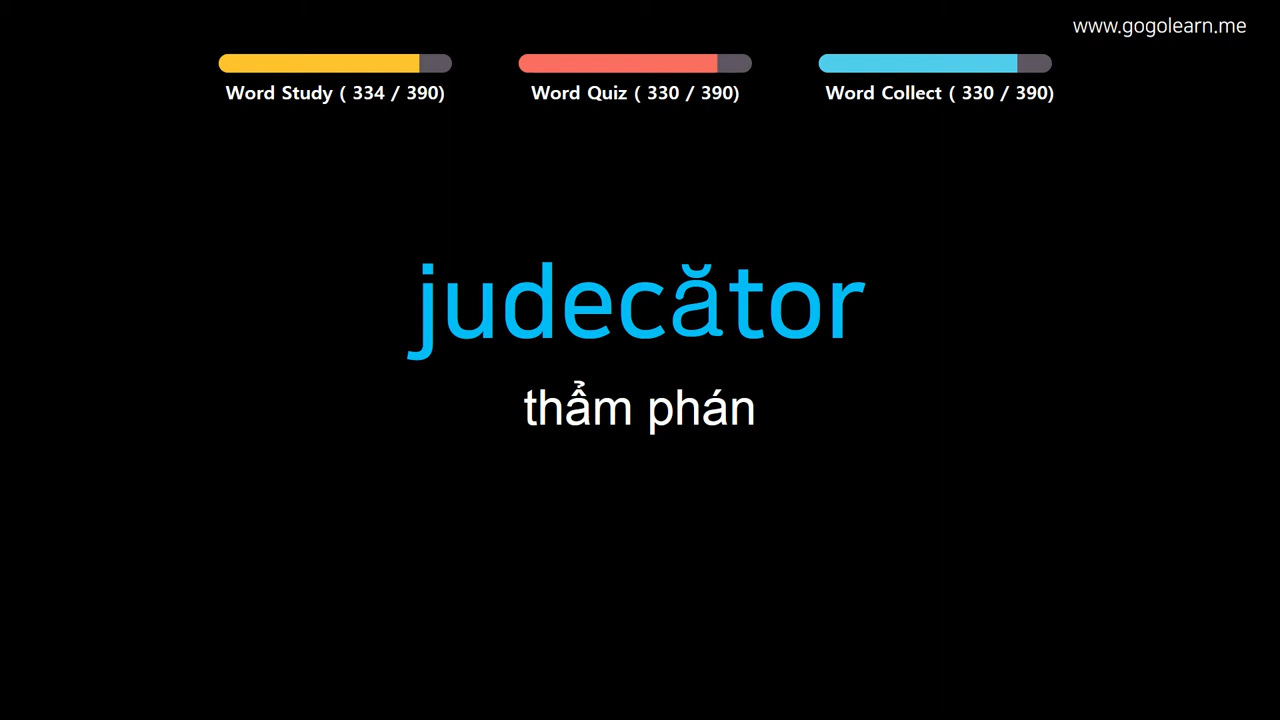 www.gogolearn.me
Word Study ( 334 / 390) Word Quiz ( 330 / 390) Word Collect ( 330 / 390)
judecător
thẩm phán